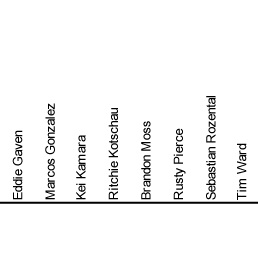 Eddie Gaven
Marcos Gonzalez
Kei Kamara
Ritchie Kotschau
Brandon Moss
Rusty Pierce
Sebastian Rozental
Tim Ward